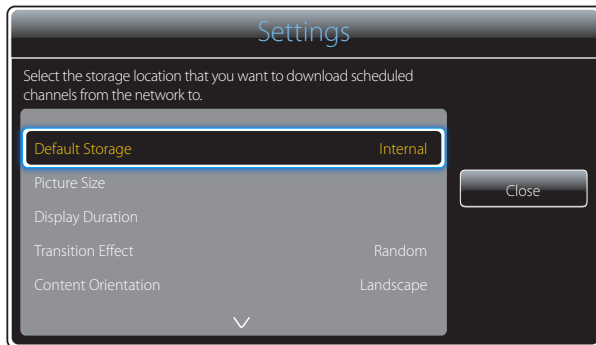 Settings
Select the storage location that you want to download scheduled
channels from the network to.
Default Storage Internal
Picture Size
Close
Display Duration
Transition Effect Random
Content Orientation Landscape